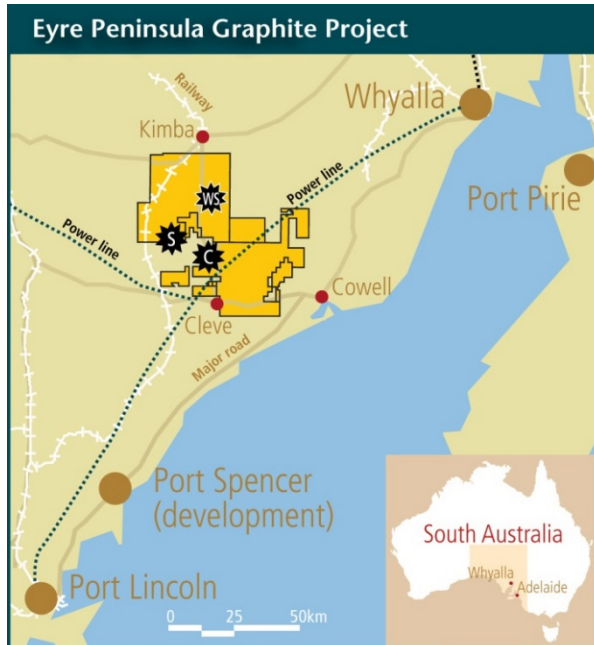 Eyre Peninsula Graphite Project
Railway
Whyalla
Kimba
Port Pirie
Power line
WS
Power line
S
C
Cowell
Cleve
Major road
Port Spencer
(development)
South Australia
Whyalla
Adelaide
Port Lincoln
0 25 50km